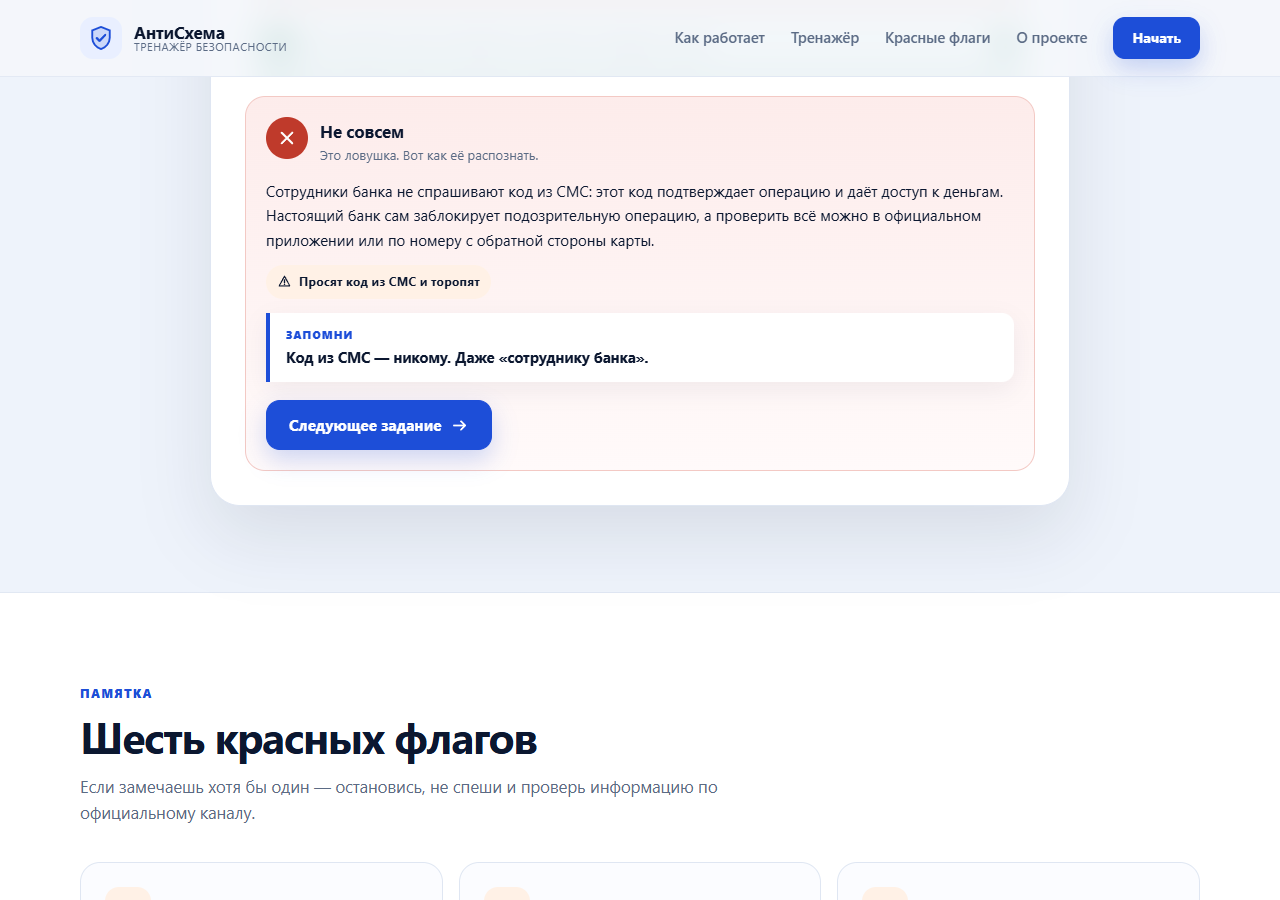 АнтиСхема
ТРЕНАЖЁР БЕЗОПАСНОСТИ
Как работает
Тренажёр
Красные флаги
О проекте
Начать
Не совсем
Это ловушка. Вот как её распознать.
Сотрудники банка не спрашивают код из СМС: этот код подтверждает операцию и даёт доступ к деньгам.
Настоящий банк сам заблокирует подозрительную операцию, а проверить всё можно в официальном
приложении или по номеру с обратной стороны карты.
Просят код из СМС и торопят
ЗАПОМНИ
Код из СМС — никому. Даже «сотруднику банка».
Следующее задание
ПАМЯТКА
Шесть красных флагов
Если замечаешь хотя бы один — остановись, не спеши и проверь информацию по
официальному каналу.